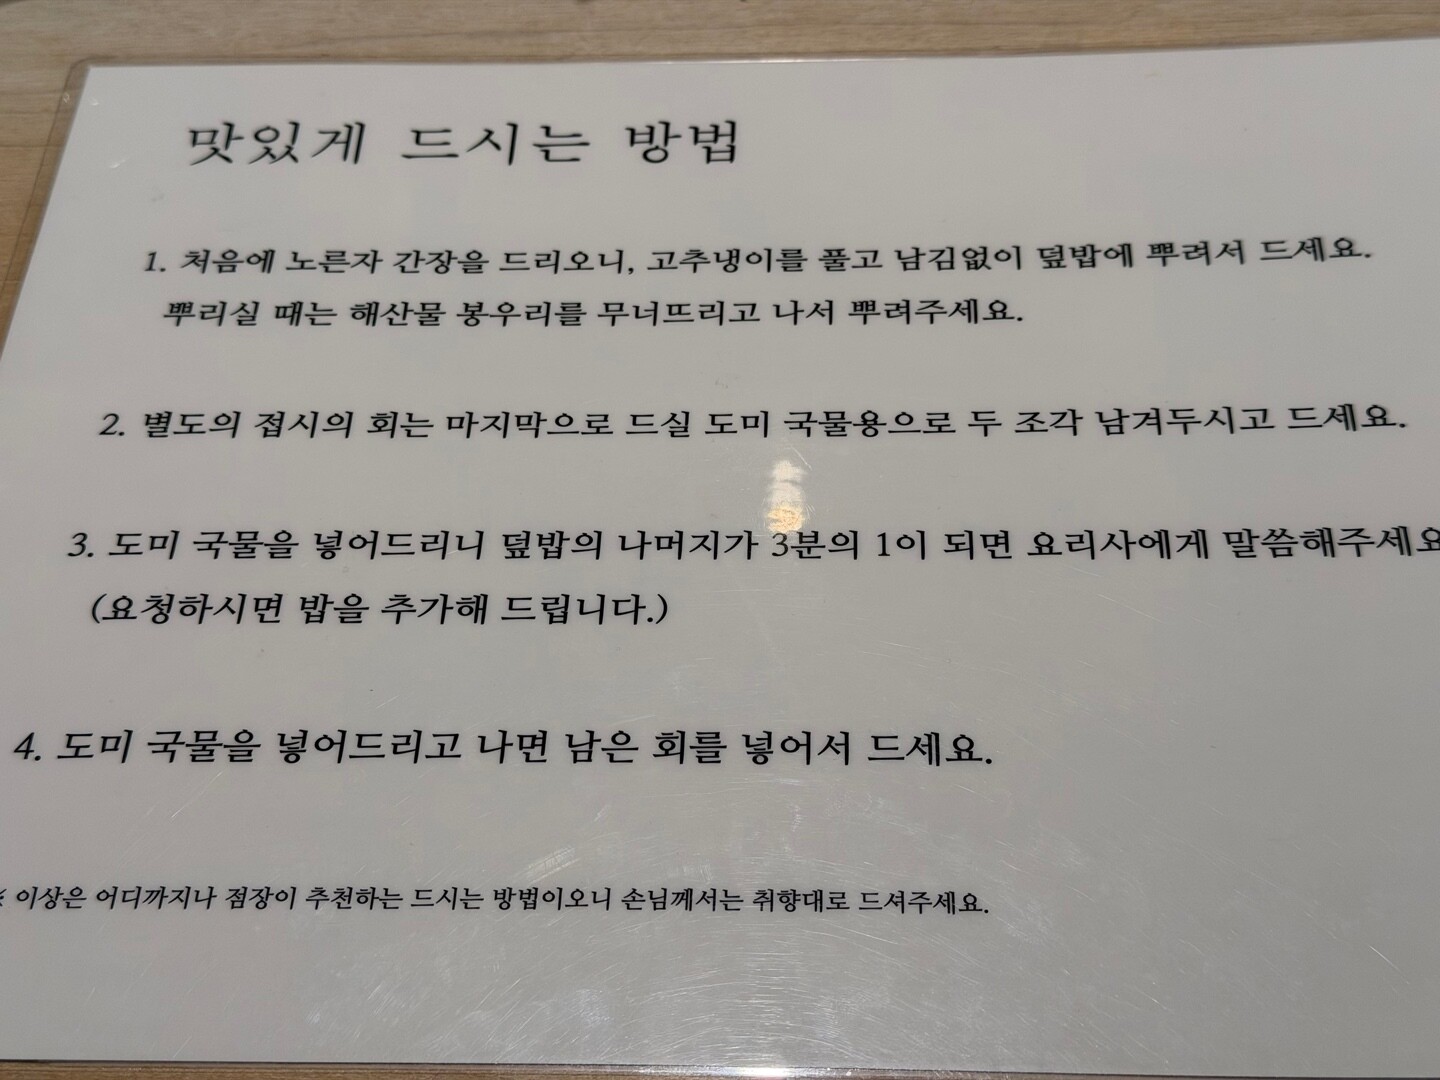 맛있게 드시는 방법
1. 처음에 노른자 간장을 드리오니, 고추냉이를 풀고 남김없이 덮밥에 뿌려서 드세요.
뿌리실 때는 해산물 봉우리를 무너뜨리고 나서 뿌려주세요.
2. 별도의 접시의 회는 마지막으로 드실 도미 국물용으로 두 조각 남겨두시고 드세요.
3. 도미 국물을 넣어드리니 덮밥의 나머지가 3분의 1이 되면 요리사에게 말씀해주세요
(요청하시면 밥을 추가해 드립니다.)
4. 도미 국물을 넣어드리고 나면 남은 회를 넣어서 드세요.
※ 이상은 어디까지나 점장이 추천하는 드시는 방법이오니 손님께서는 취향대로 드셔주세요.